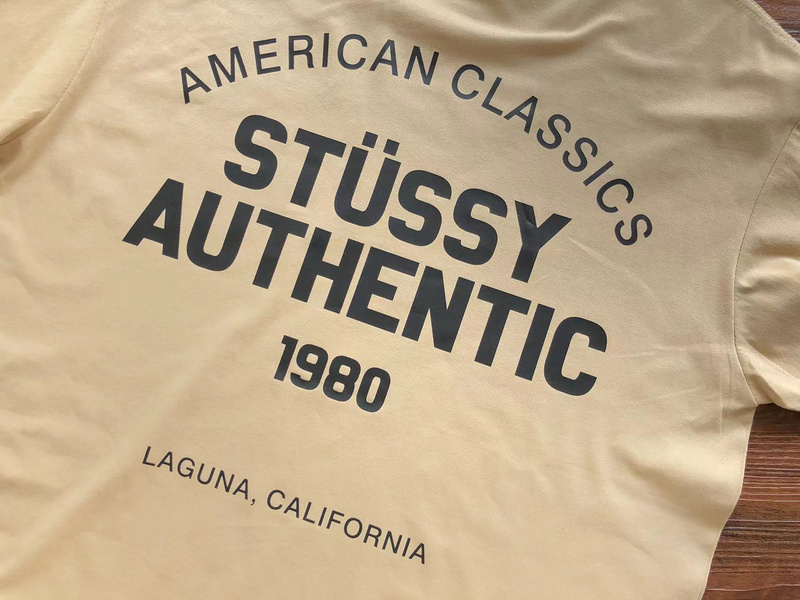 AMERICAN CLASSICS
STÜSSY
AUTHENTIC
1980
LAGUNA, CALIFORNIA